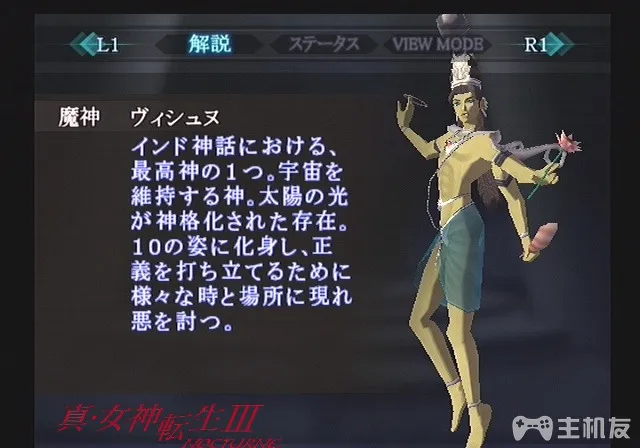 L1 解説 ステータス VIEW MODE R1
魔神 ヴィシュヌ
インド神話における、
最高神の1つ。宇宙を
維持する神。太陽の光
が神格化された存在。
10の姿に化身し、正
義を打ち立てるために
様々な時と場所に現れ
悪を討つ。
真・女神転生III
NOCTURNE
主机友